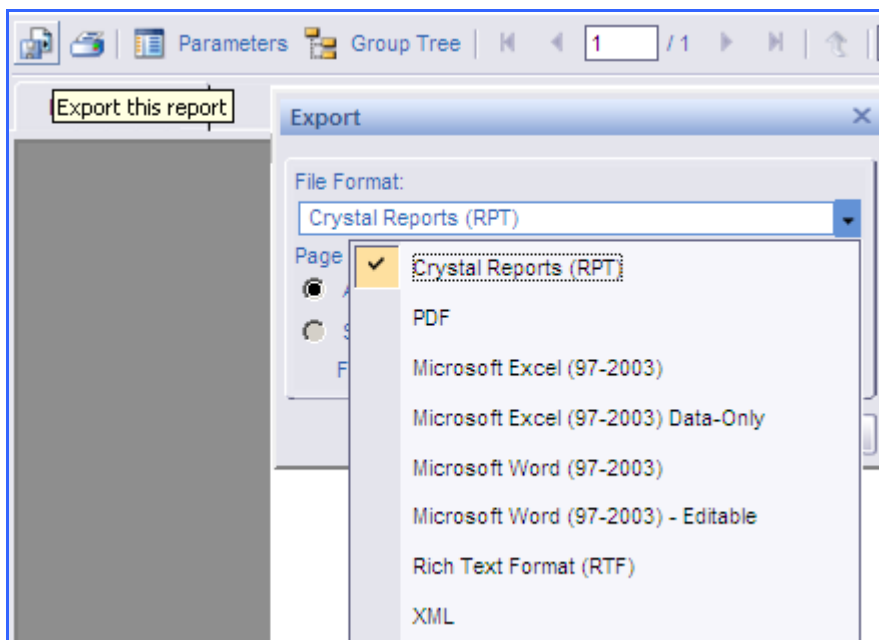 Parameters Group Tree 1 / 1
Export this report
Export
File Format:
Crystal Reports (RPT)
Page
Crystal Reports (RPT)
PDF
Microsoft Excel (97-2003)
Microsoft Excel (97-2003) Data-Only
Microsoft Word (97-2003)
Microsoft Word (97-2003) - Editable
Rich Text Format (RTF)
XML